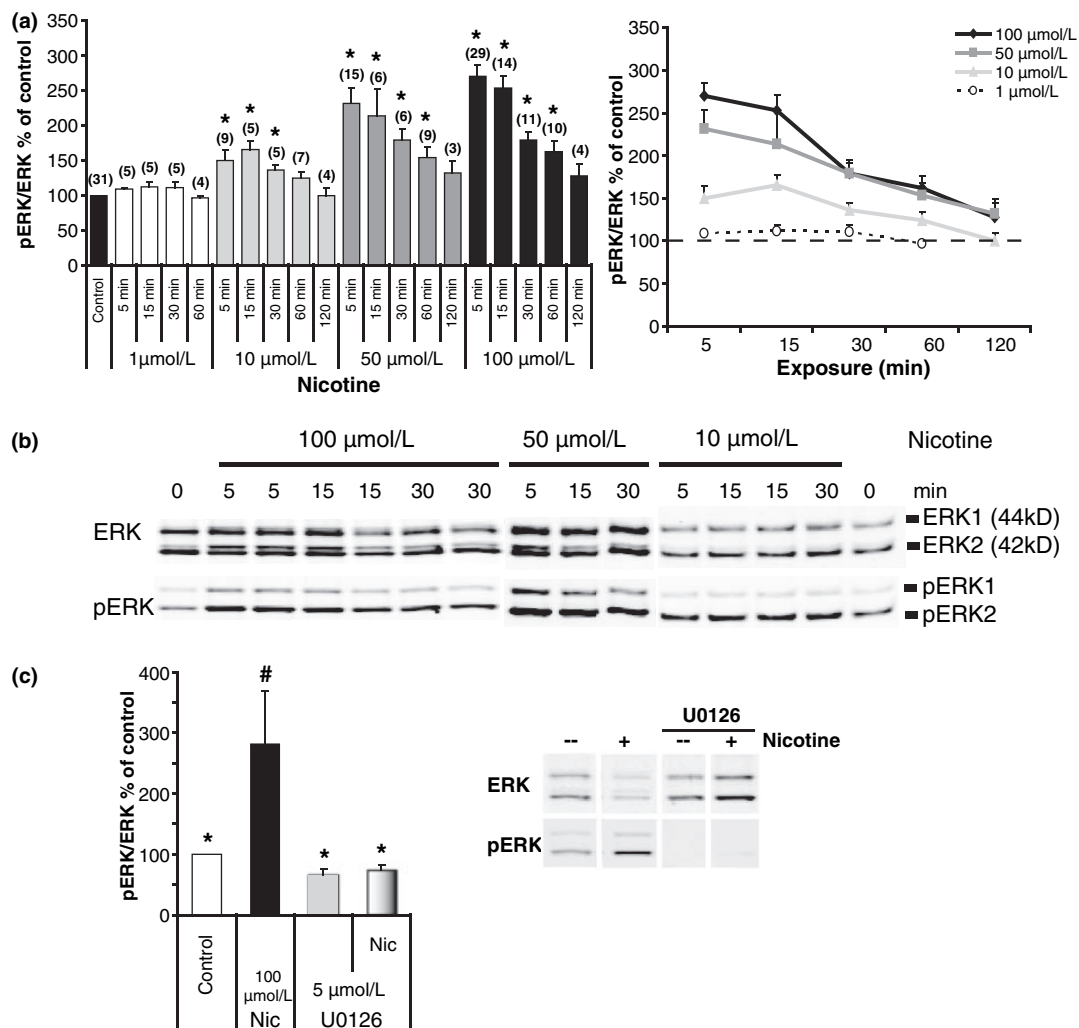 (a)
pERK/ERK % of control
350
300
250
200
150
100
50
0
(31) (5) (5) (5) (4) * (9) * (5) * (5) (7) (4) * (15) * (6) * (6) * (9) (3) * (29) * (14) * (11) * (10) (4)
Control 5 min 15 min 30 min 60 min 5 min 15 min 30 min 60 min 120 min 5 min 15 min 30 min 60 min 120 min 5 min 15 min 30 min 60 min 120 min
1µmol/L 10 µmol/L 50 µmol/L 100 µmol/L
Nicotine
pERK/ERK % of control
350
300
250
200
150
100
50
0
100 µmol/L
50 µmol/L
10 µmol/L
1 µmol/L
5 15 30 60 120
Exposure (min)
(b)
100 µmol/L 50 µmol/L 10 µmol/L Nicotine
0 5 5 15 15 30 30 5 15 30 5 15 15 30 0 min
ERK
ERK1 (44kD)
ERK2 (42kD)
pERK
pERK1
pERK2
(c)
pERK/ERK % of control
400
300
200
100
0
* # * *
Control
100 µmol/L
Nic
Nic
5 µmol/L
U0126
U0126
-- + -- + Nicotine
ERK
pERK